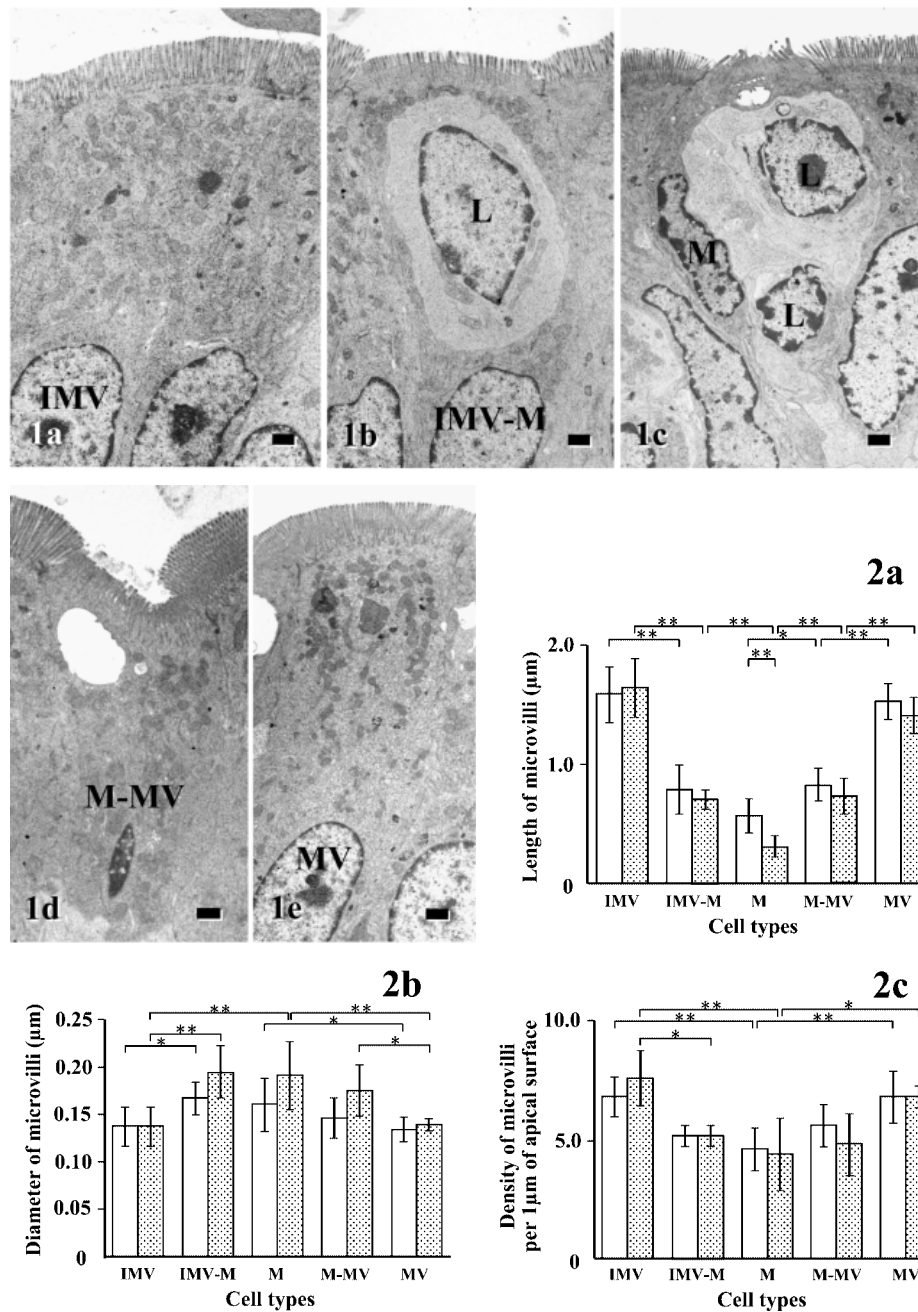 L
L
M
L
IMV
IMV-M
1a
1b
1c
M-MV
MV
1d
1e
2a
** ** **
** ** * **
**
Length of microvilli (μm)
2.0
1.0
0
IMV IMV-M M M-MV MV
Cell types
2b
** **
** *
* *
Diameter of microvilli (μm)
0.25
0.20
0.15
0.10
0.05
0.00
IMV IMV-M M M-MV MV
Cell types
2c
** *
** **
*
Density of microvilli
per 1μm of apical surface
10.0
5.0
0
IMV IMV-M M M-MV MV
Cell types